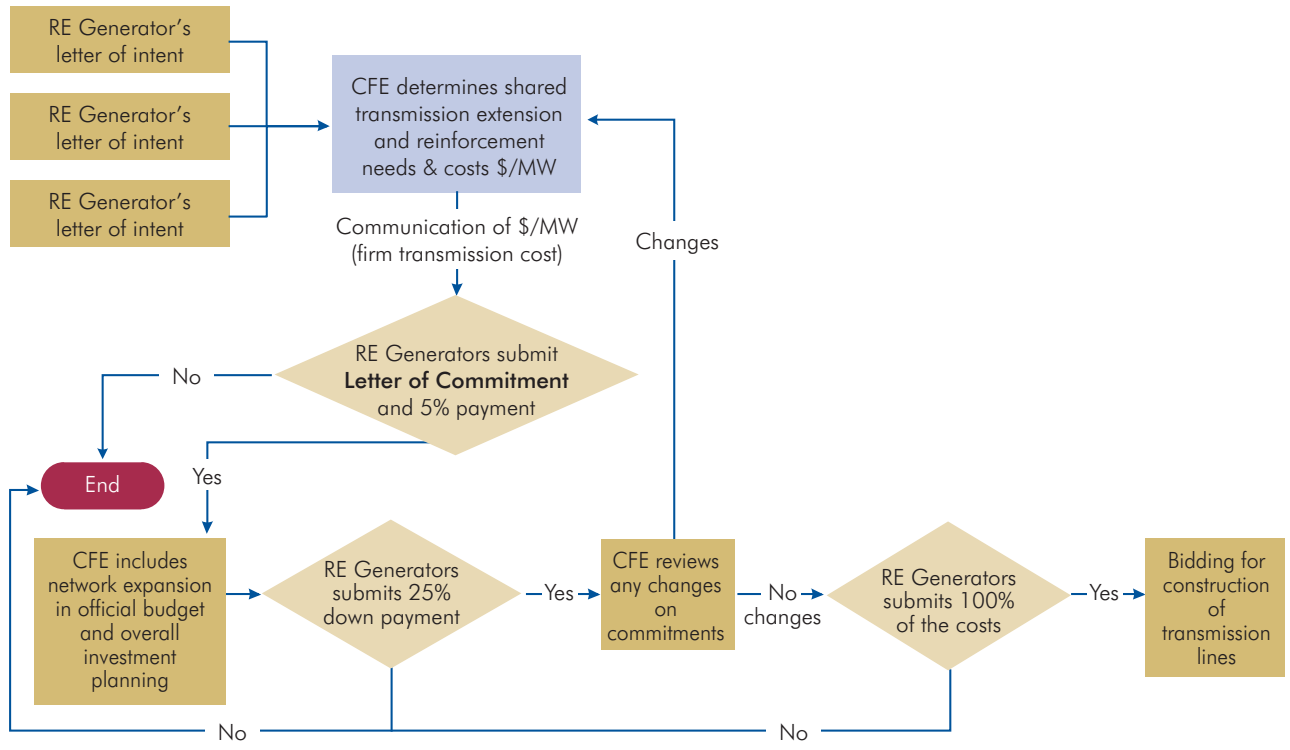 RE Generator's
letter of intent
RE Generator's
letter of intent
RE Generator's
letter of intent
CFE determines shared
transmission extension
and reinforcement
needs & costs $/MW
Communication of $/MW
(firm transmission cost)
Changes
RE Generators submit
Letter of Commitment
and 5% payment
No
Yes
End
CFE includes
network expansion
in official budget
and overall
investment
planning
RE Generators
submits 25%
down payment
Yes
CFE reviews
any changes
on
commitments
No
changes
RE Generators
submits 100%
of the costs
Yes
Bidding for
construction
of
transmission
lines
No
No